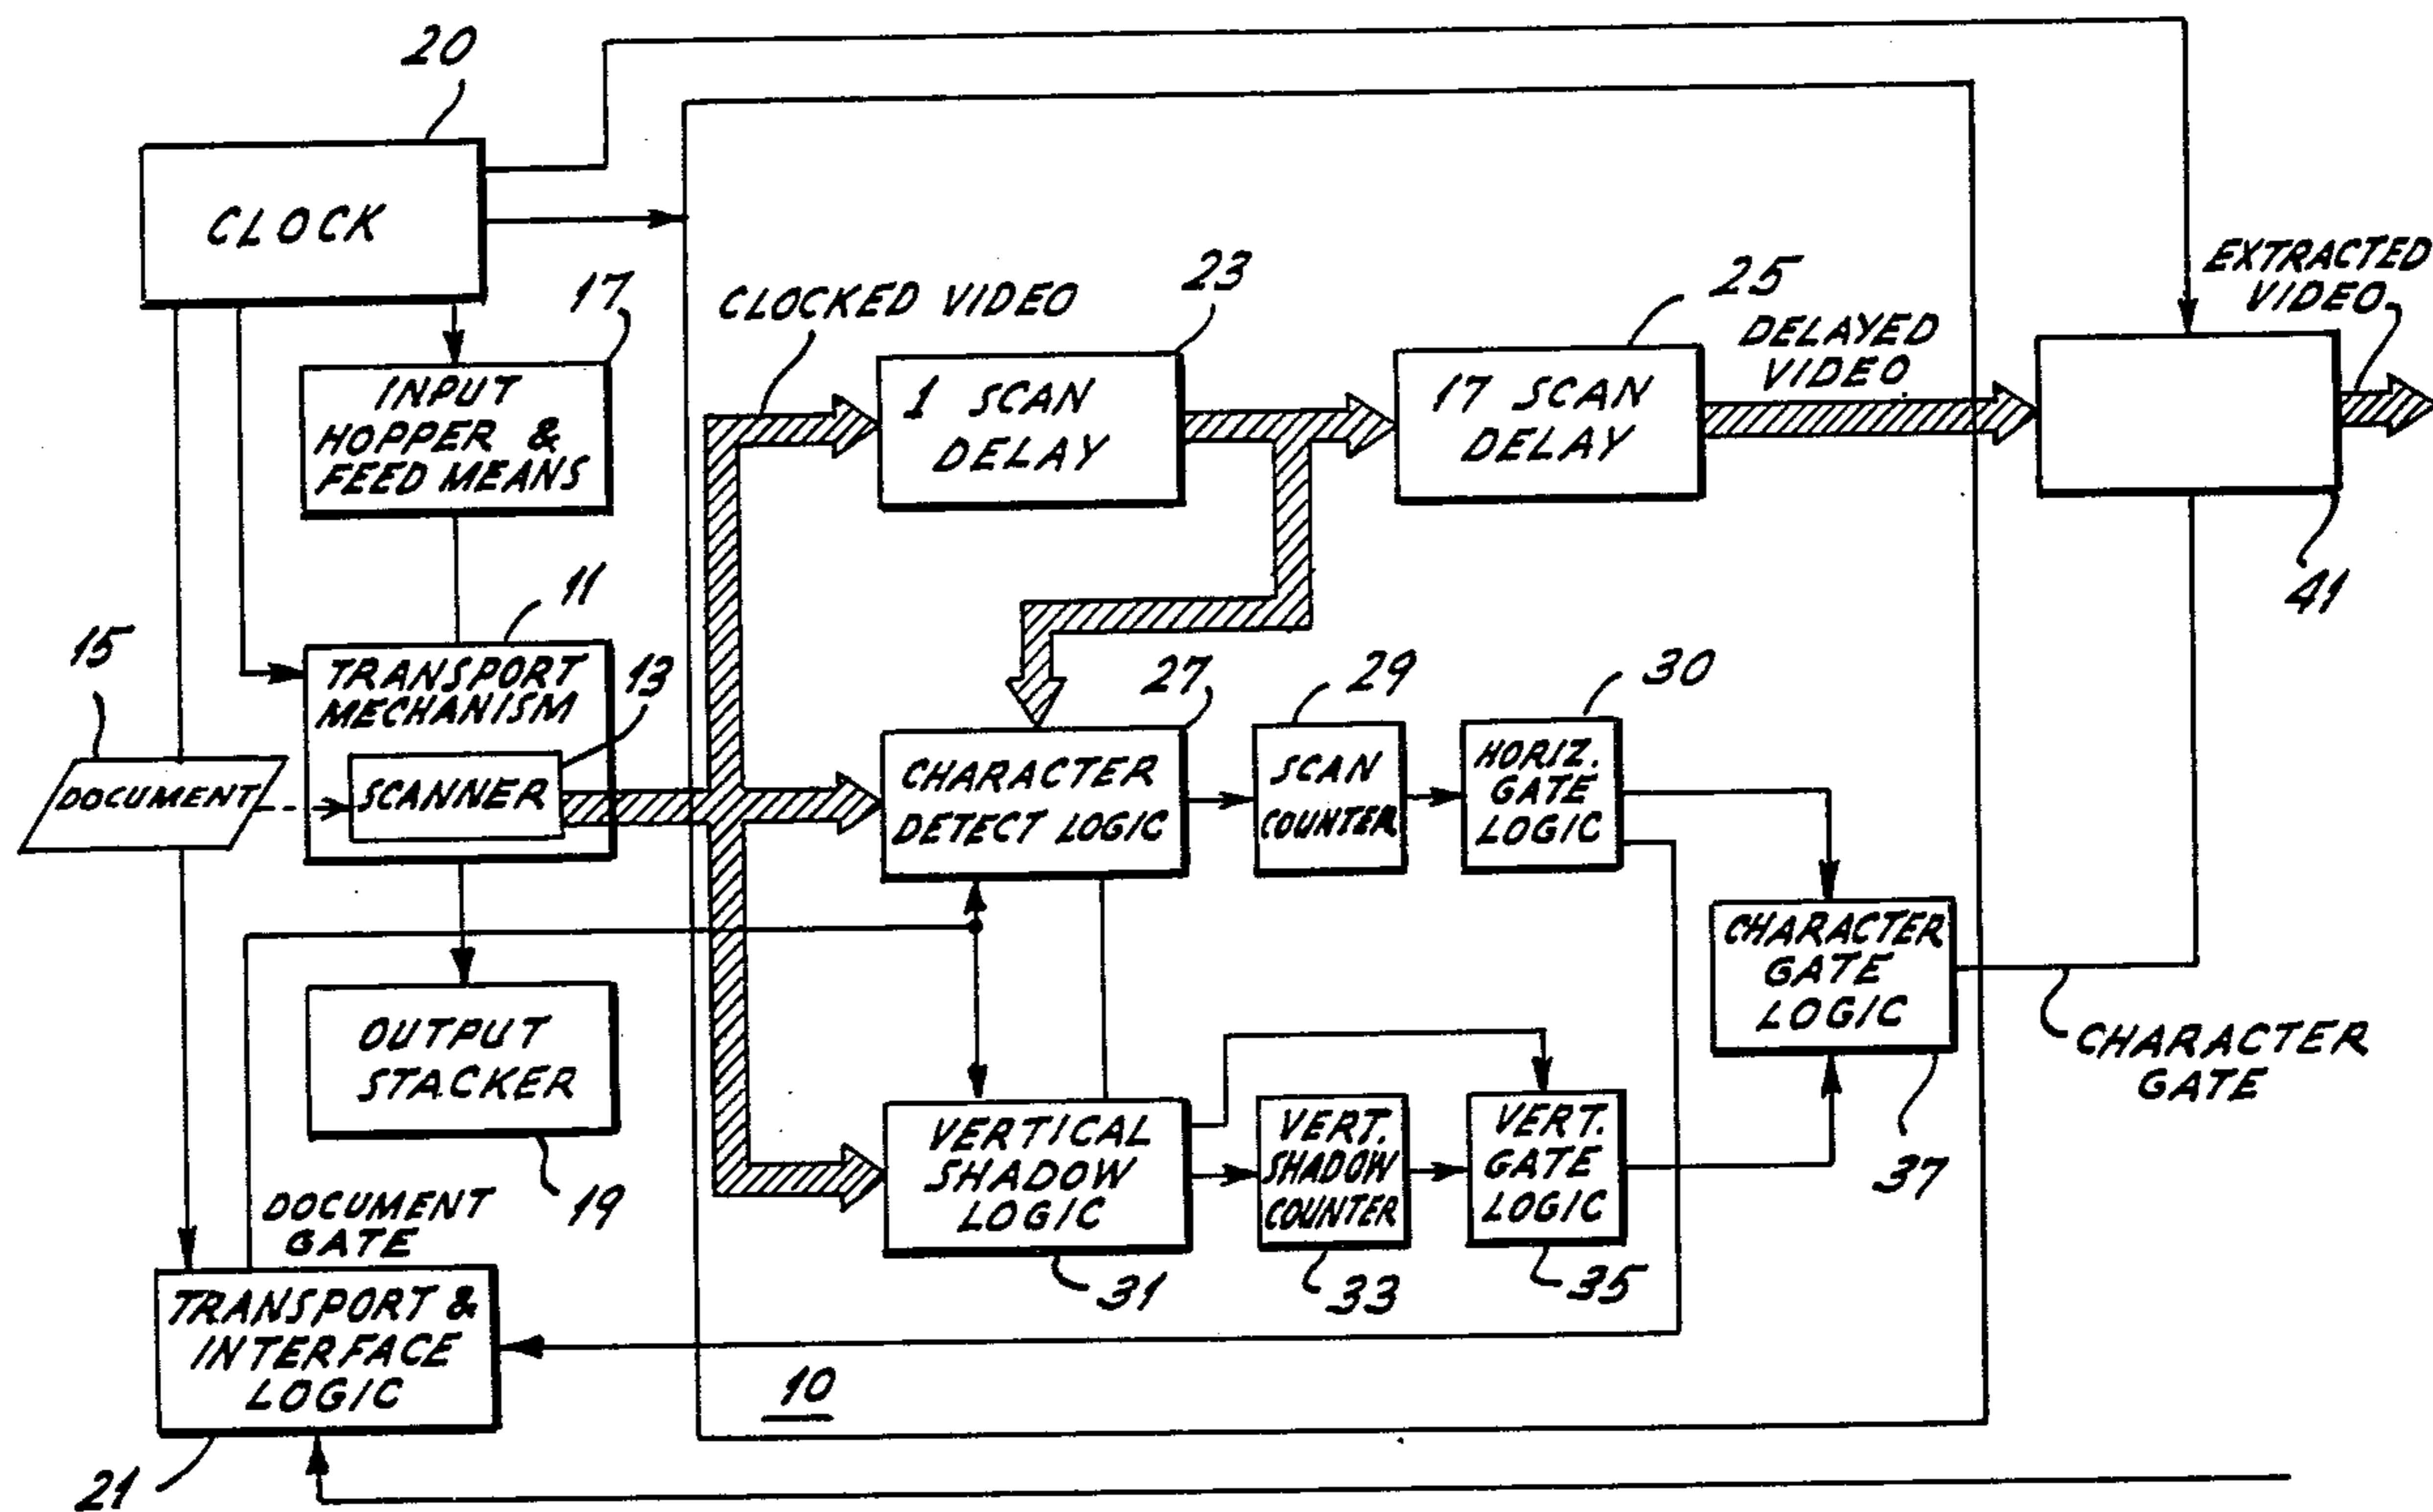 20
CLOCK
17
INPUT
HOPPER &
FEED MEANS
11
TRANSPORT
MECHANISM
13
SCANNER
15
DOCUMENT
OUTPUT
STACKER
19
DOCUMENT
GATE
TRANSPORT &
INTERFACE
LOGIC
21
CLOCKED VIDEO
23
1 SCAN
DELAY
25
17 SCAN
DELAY
DELAYED
VIDEO
EXTRACTED
VIDEO
41
27
CHARACTER
DETECT LOGIC
29
SCAN
COUNTER
30
HORIZ.
GATE
LOGIC
CHARACTER
GATE
LOGIC
37
CHARACTER
GATE
VERTICAL
SHADOW
LOGIC
31
VERT.
SHADOW
COUNTER
33
VERT.
GATE
LOGIC
35
10